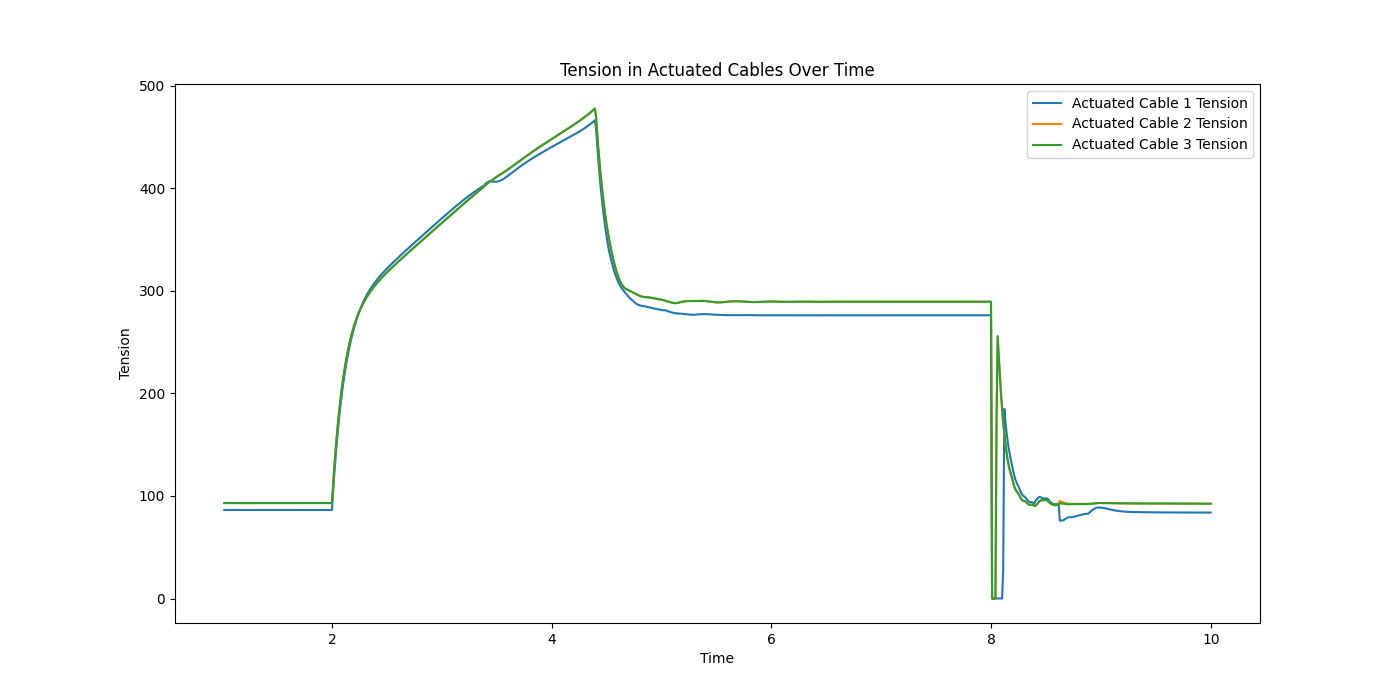 Tension in Actuated Cables Over Time
500
400
300
200
100
0
Tension
2
4
6
8
10
Time
Actuated Cable 1 Tension
Actuated Cable 2 Tension
Actuated Cable 3 Tension